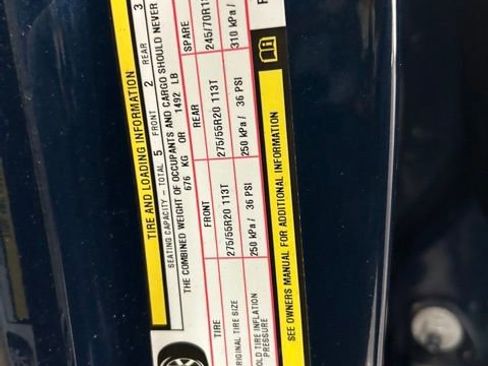 TIRE AND LOADING INFORMATION
SEATING CAPACITY - TOTAL 5 FRONT 2 REAR 3
THE COMBINED WEIGHT OF OCCUPANTS AND CARGO SHOULD NEVER
676 KG OR 1492 LB
TIRE FRONT REAR SPARE
ORIGINAL TIRE SIZE 275/55R20 113T 275/55R20 113T 245/70R1
COLD TIRE INFLATION 250 kPa / 36 PSI 250 kPa / 36 PSI 310 kPa /
PRESSURE
SEE OWNERS MANUAL FOR ADDITIONAL INFORMATION